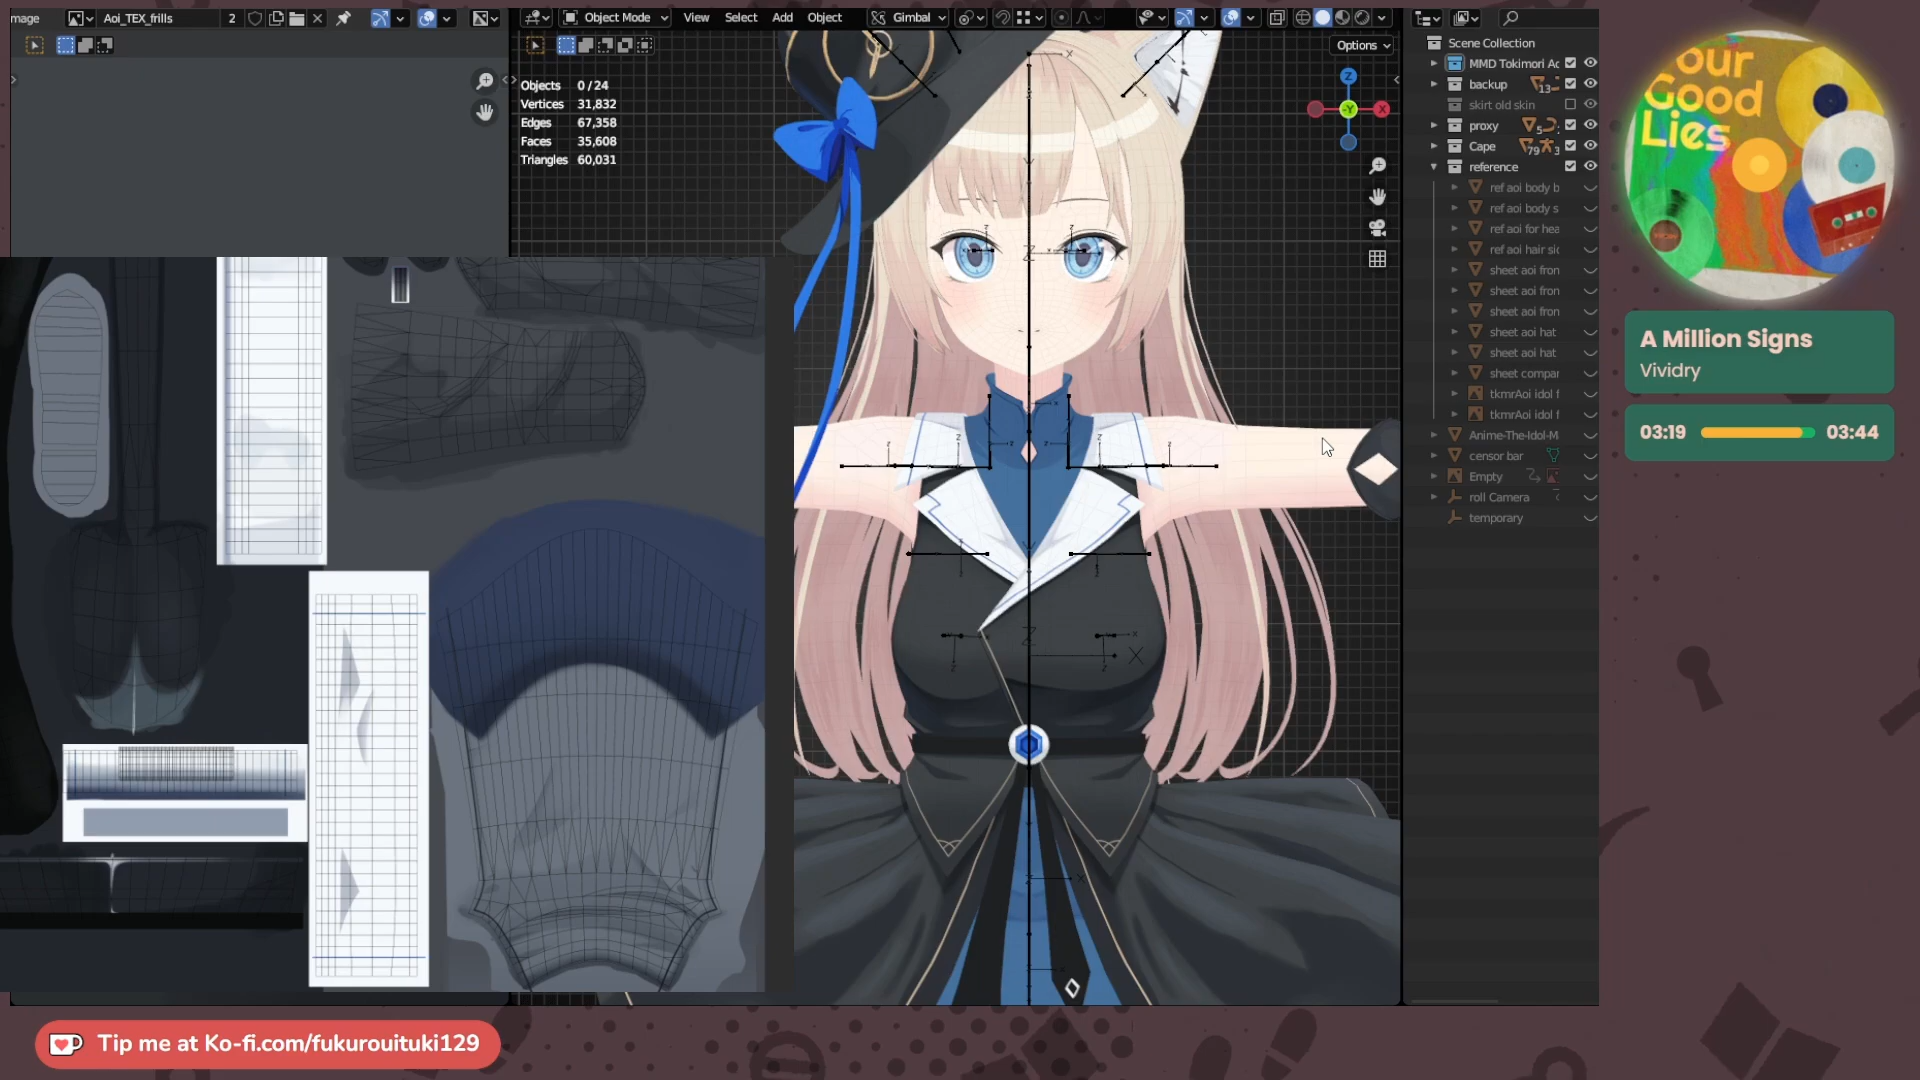 mage
Aoi_TEX_frills
2
Object Mode
View
Select
Add
Object
Gimbal
Options
Objects 0 / 24
Vertices 31,832
Edges 67,358
Faces 35,608
Triangles 60,031
Z
-Y
X
Scene Collection
MMD Tokimori Ac
backup
13
skirt old skin
proxy
5
Cape
79
3
reference
ref aoi body b
ref aoi body s
ref aoi for hea
ref aoi hair sic
sheet aoi fron
sheet aoi fron
sheet aoi fron
sheet aoi hat
sheet aoi hat
sheet compar
tkmrAoi idol f
tkmrAoi idol f
Anime-The-Idol-M
censor bar
Empty
roll Camera
temporary
our
Good
Lies
A Million Signs
Vividry
03:19
03:44
Tip me at Ko-fi.com/fukurouituki129